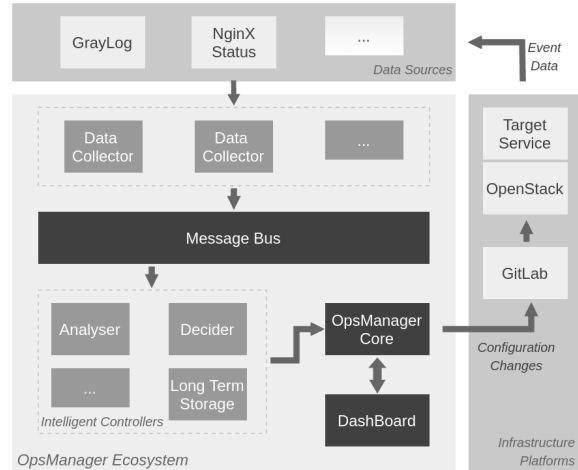 GrayLog
NginX
Status
...
Data Sources
Event
Data
Data
Collector
Data
Collector
...
Message Bus
Target
Service
OpenStack
GitLab
Analyser
Decider
...
Long Term
Storage
Intelligent Controllers
OpsManager
Core
DashBoard
Configuration
Changes
OpsManager Ecosystem
Infrastructure
Platforms